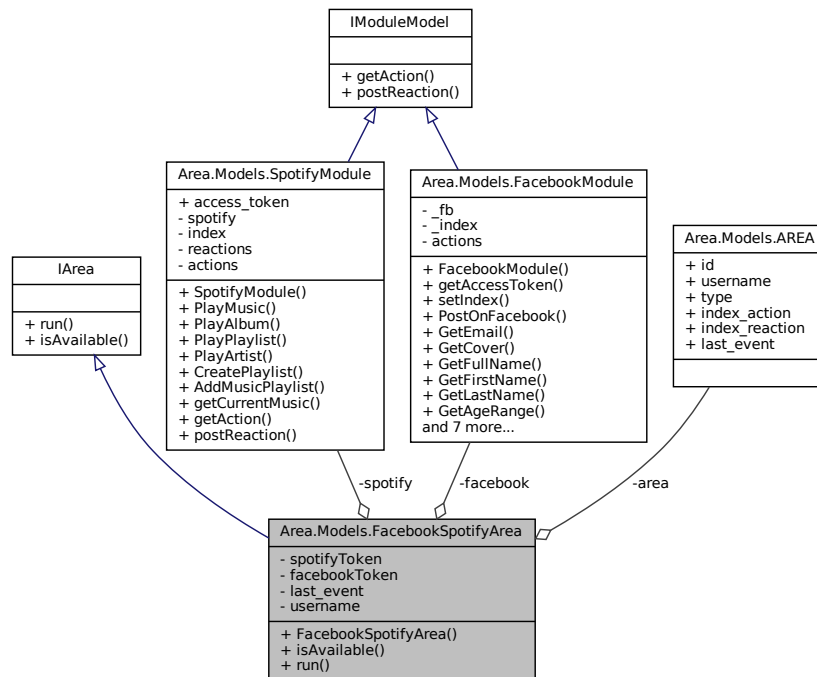 IModuleModel
+ getAction()
+ postReaction()
Area.Models.SpotifyModule
+ access_token
- spotify
- index
- reactions
- actions
+ SpotifyModule()
+ PlayMusic()
+ PlayAlbum()
+ PlayPlaylist()
+ PlayArtist()
+ CreatePlaylist()
+ AddMusicPlaylist()
+ getCurrentMusic()
+ getAction()
+ postReaction()
Area.Models.FacebookModule
- _fb
- _index
- actions
+ FacebookModule()
+ getAccessToken()
+ setIndex()
+ PostOnFacebook()
+ GetEmail()
+ GetCover()
+ GetFullName()
+ GetFirstName()
+ GetLastName()
+ GetAgeRange()
and 7 more...
Area.Models.AREA
+ id
+ username
+ type
+ index_action
+ index_reaction
+ last_event
IArea
+ run()
+ isAvailable()
-spotify
-facebook
-area
Area.Models.FacebookSpotifyArea
- spotifyToken
- facebookToken
- last_event
- username
+ FacebookSpotifyArea()
+ isAvailable()
+ run()